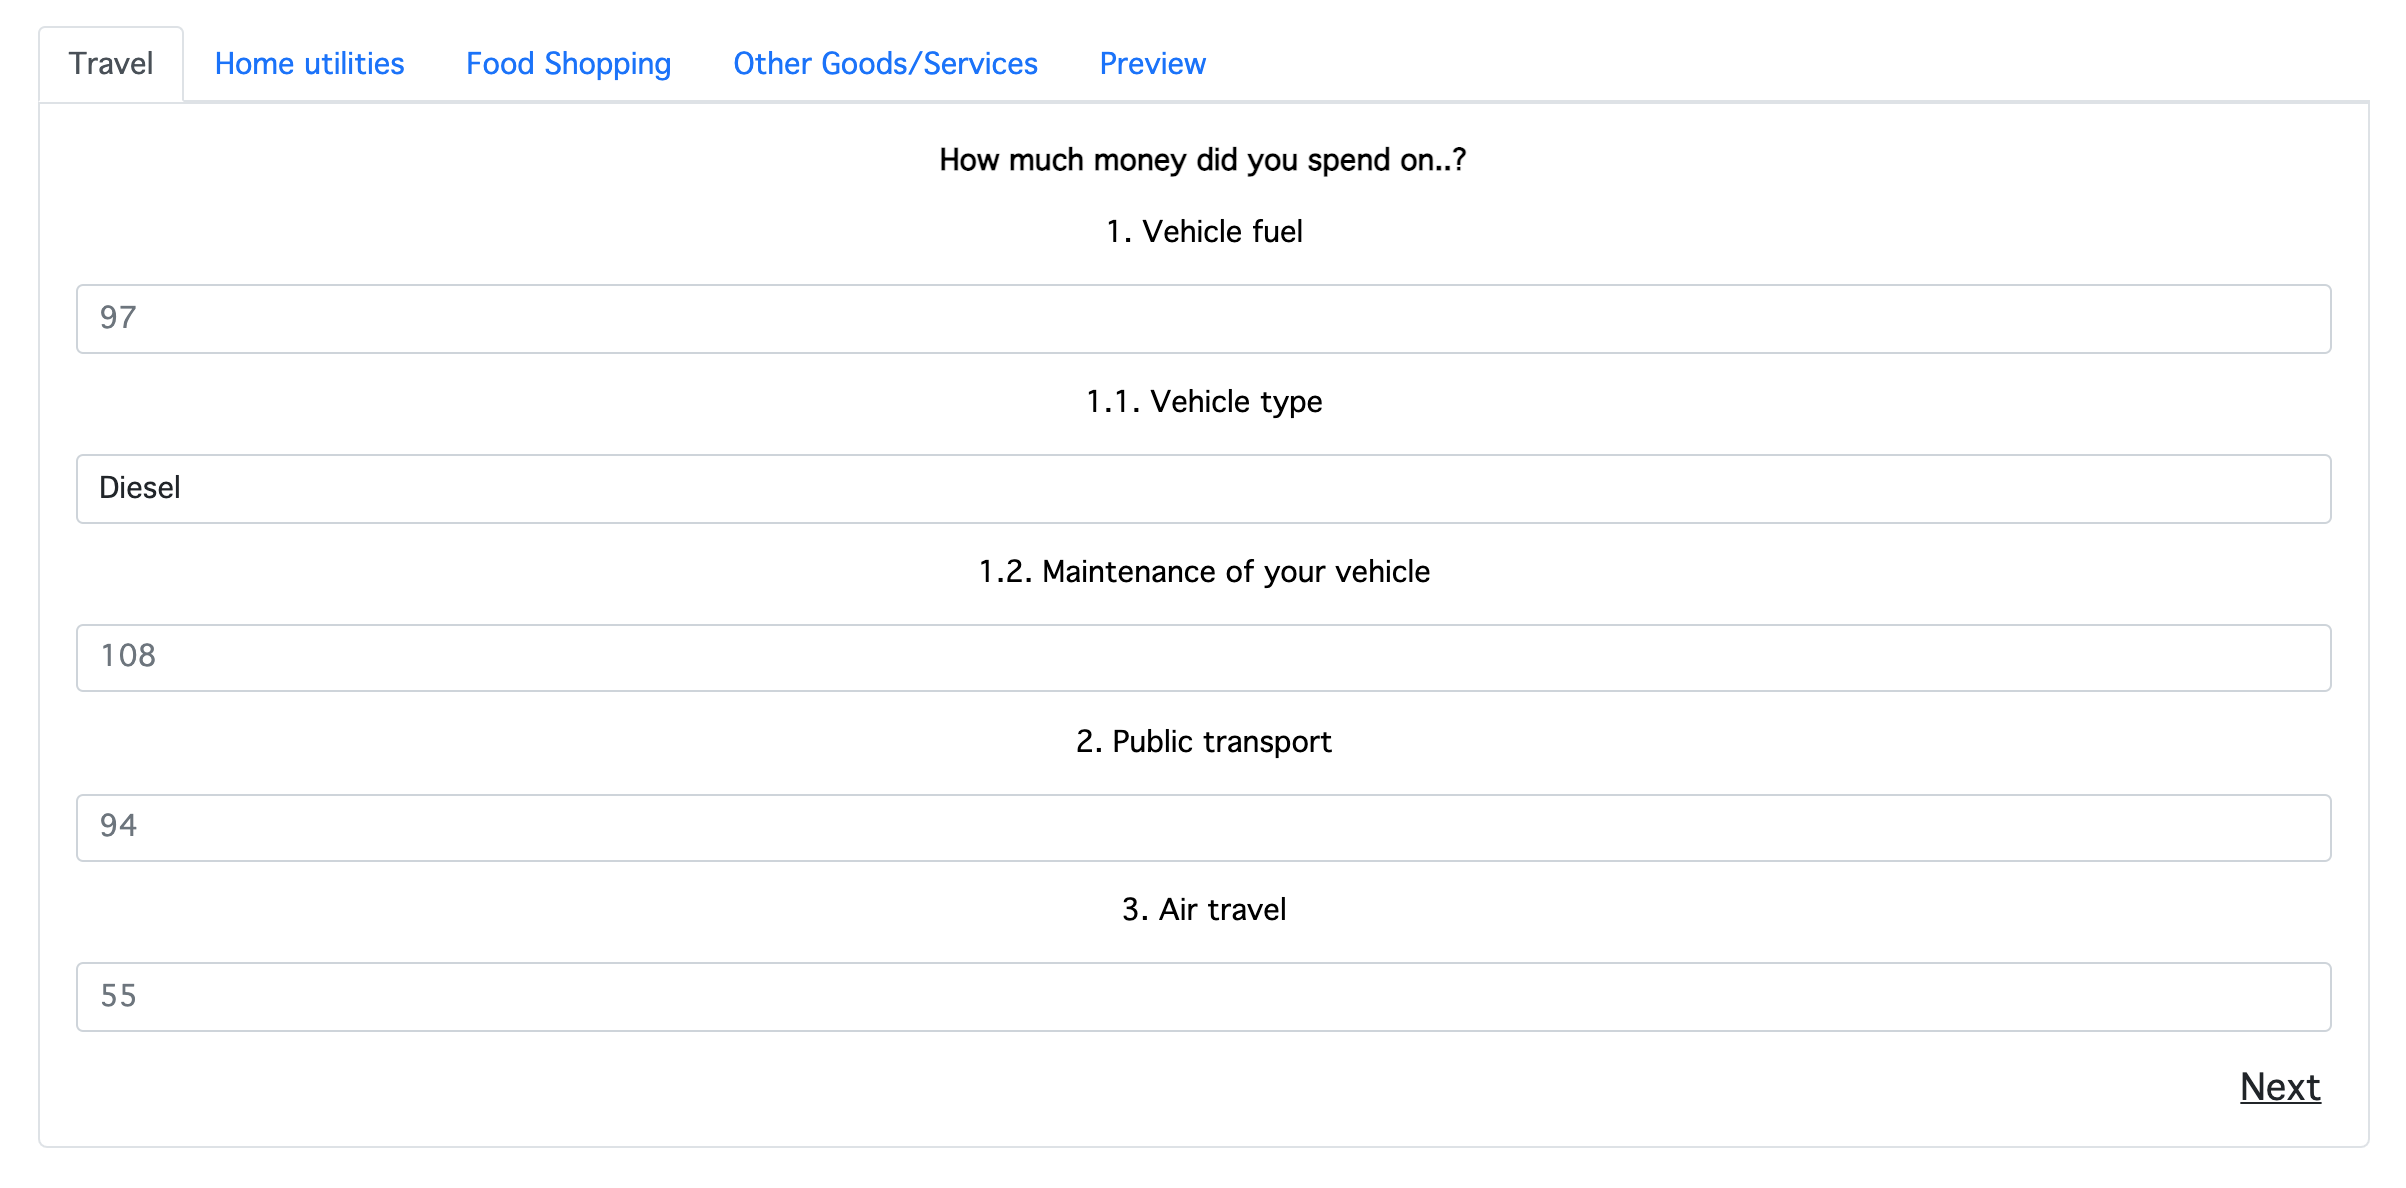 Travel Home utilities Food Shopping Other Goods/Services Preview
How much money did you spend on..?
1. Vehicle fuel
97
1.1. Vehicle type
Diesel
1.2. Maintenance of your vehicle
108
2. Public transport
94
3. Air travel
55
Next